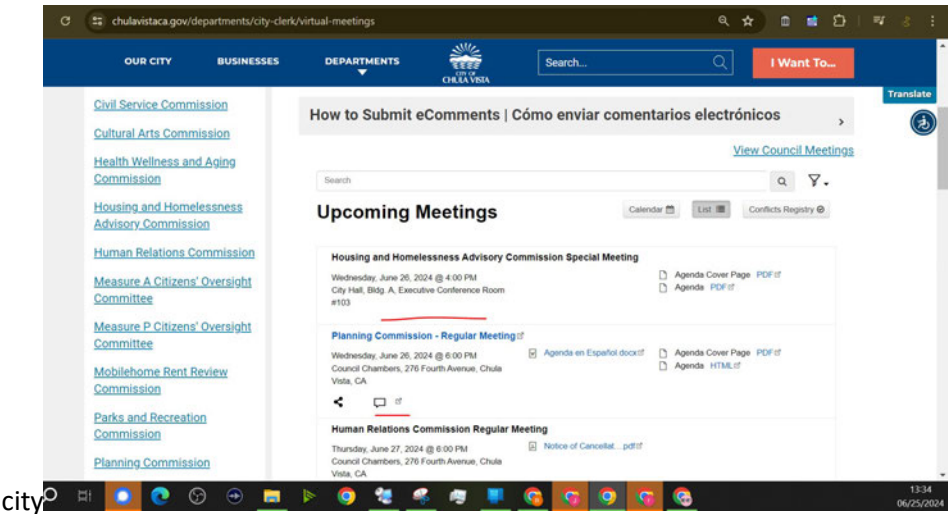 chulavistaca.gov/departments/city-clerk/virtual-meetings
OUR CITY BUSINESSES DEPARTMENTS CITY OF CHULA VISTA Search... I Want To...
Translate
Civil Service Commission
Cultural Arts Commission
Health Wellness and Aging
Commission
Housing and Homelessness
Advisory Commission
Human Relations Commission
Measure A Citizens' Oversight
Committee
Measure P Citizens' Oversight
Committee
Mobilehome Rent Review
Commission
Parks and Recreation
Commission
Planning Commission
How to Submit eComments | Cómo enviar comentarios electrónicos
View Council Meetings
Search
Upcoming Meetings Calendar List Conflicts Registry
Housing and Homelessness Advisory Commission Special Meeting
Wednesday, June 26, 2024 @ 4:00 PM
City Hall, Bldg. A, Executive Conference Room
#103
Agenda Cover Page PDF
Agenda PDF
Planning Commission - Regular Meeting
Wednesday, June 26, 2024 @ 6:00 PM
Council Chambers, 276 Fourth Avenue, Chula
Vista, CA
Agenda en Español docx
Agenda Cover Page PDF
Agenda HTML
Human Relations Commission Regular Meeting
Thursday, June 27, 2024 @ 6:00 PM
Council Chambers, 276 Fourth Avenue, Chula
Vista, CA
Notice of Cancellat... pdf
city
13:34
06/25/2024